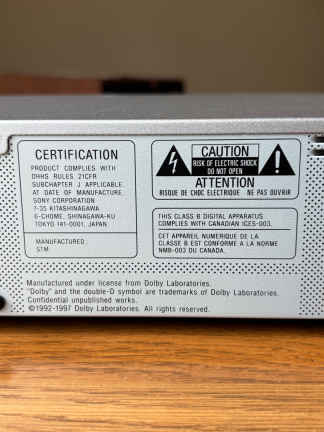 CERTIFICATION
PRODUCT COMPLIES WITH
DHHS RULES 21CFR
SUBCHAPTER J APPLICABLE
AT DATE OF MANUFACTURE.
SONY CORPORATION
7-35 KITASHINAGAWA
6-CHOME, SHINAGAWA-KU
TOKYO 141-0001, JAPAN
MANUFACTURED:
STM
CAUTION
RISK OF ELECTRIC SHOCK
DO NOT OPEN
ATTENTION
RISQUE DE CHOC ELECTRIQUE NE PAS OUVRIR
THIS CLASS B DIGITAL APPARATUS
COMPLIES WITH CANADIAN ICES-003.
CET APPAREIL NUMERIQUE DE LA
CLASSE B EST CONFORME A LA NORME
NMB-003 DU CANADA.
Manufactured under license from Dolby Laboratories.
"Dolby" and the double-D symbol are trademarks of Dolby Laboratories.
Confidential unpublished works.
©1992-1997 Dolby Laboratories. All rights reserved.